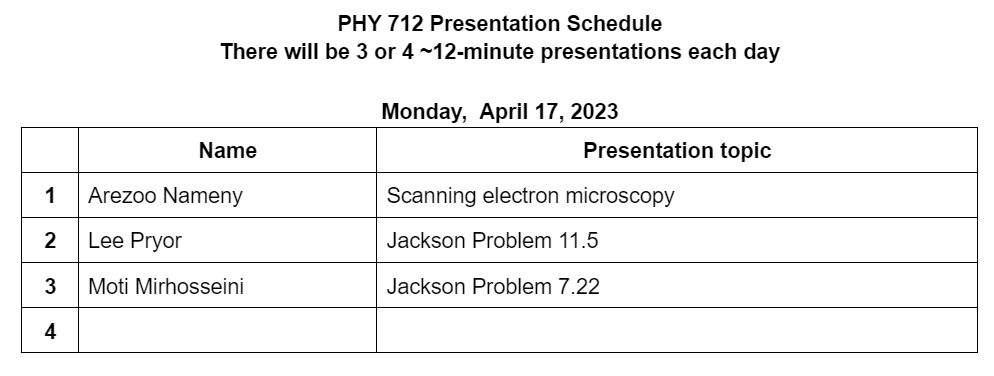 PHY 712 Presentation Schedule
There will be 3 or 4 ~12-minute presentations each day
Monday,  April 17, 2023
Name Presentation topic
1 Arezoo Nameny Scanning electron microscopy
2 Lee Pryor Jackson Problem 11.5
3 Moti Mirhosseini Jackson Problem 7.22
4